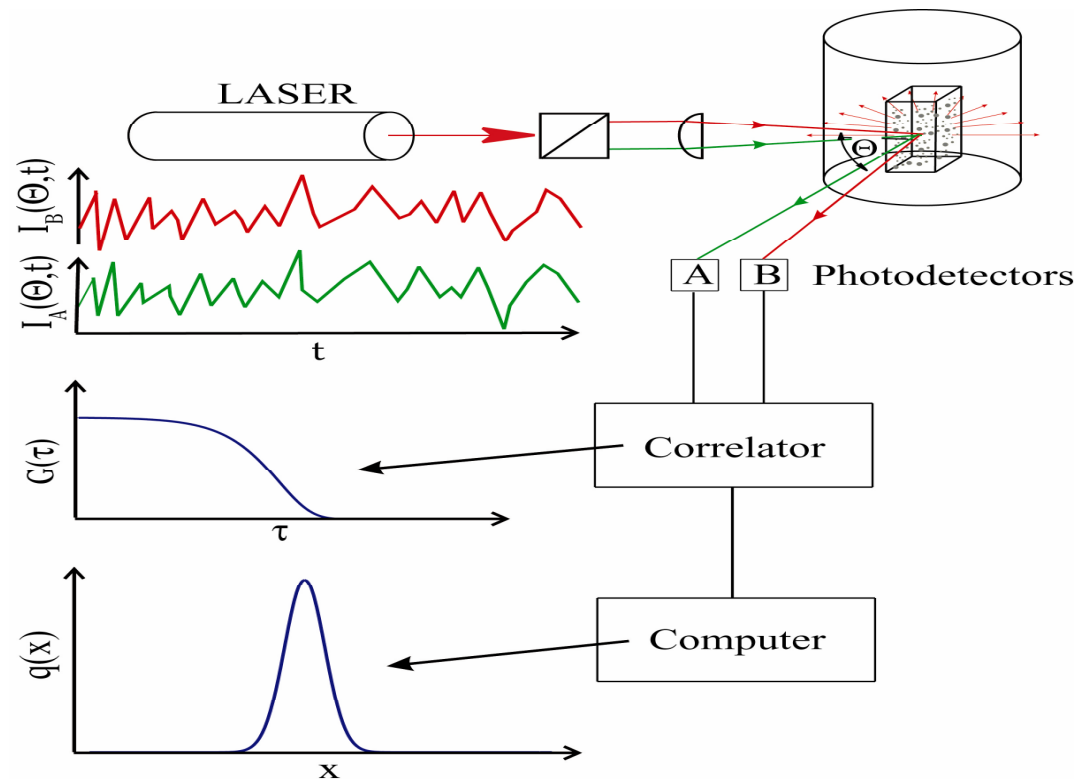 LASER
Θ
I_B(Θ,t)
I_A(Θ,t)
t
A
B
Photodetectors
G(τ)
τ
Correlator
q(x)
x
Computer